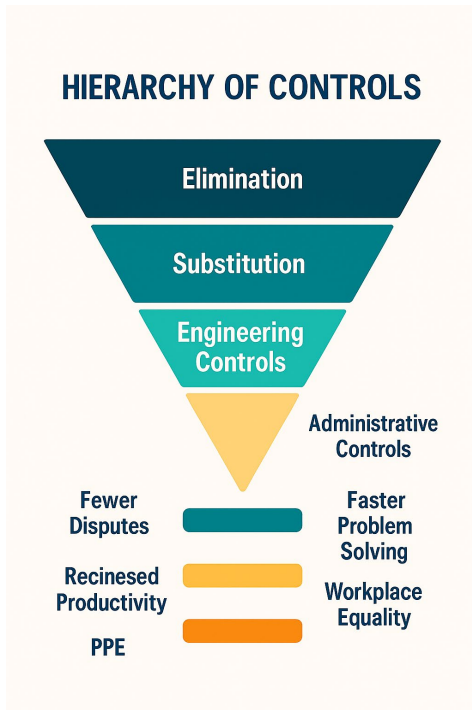 HIERARCHY OF CONTROLS
Elimination
Substitution
Engineering
Controls
Administrative
Controls
Fewer
Disputes
Faster
Problem
Solving
Recinesed
Productivity
Workplace
Equality
PPE